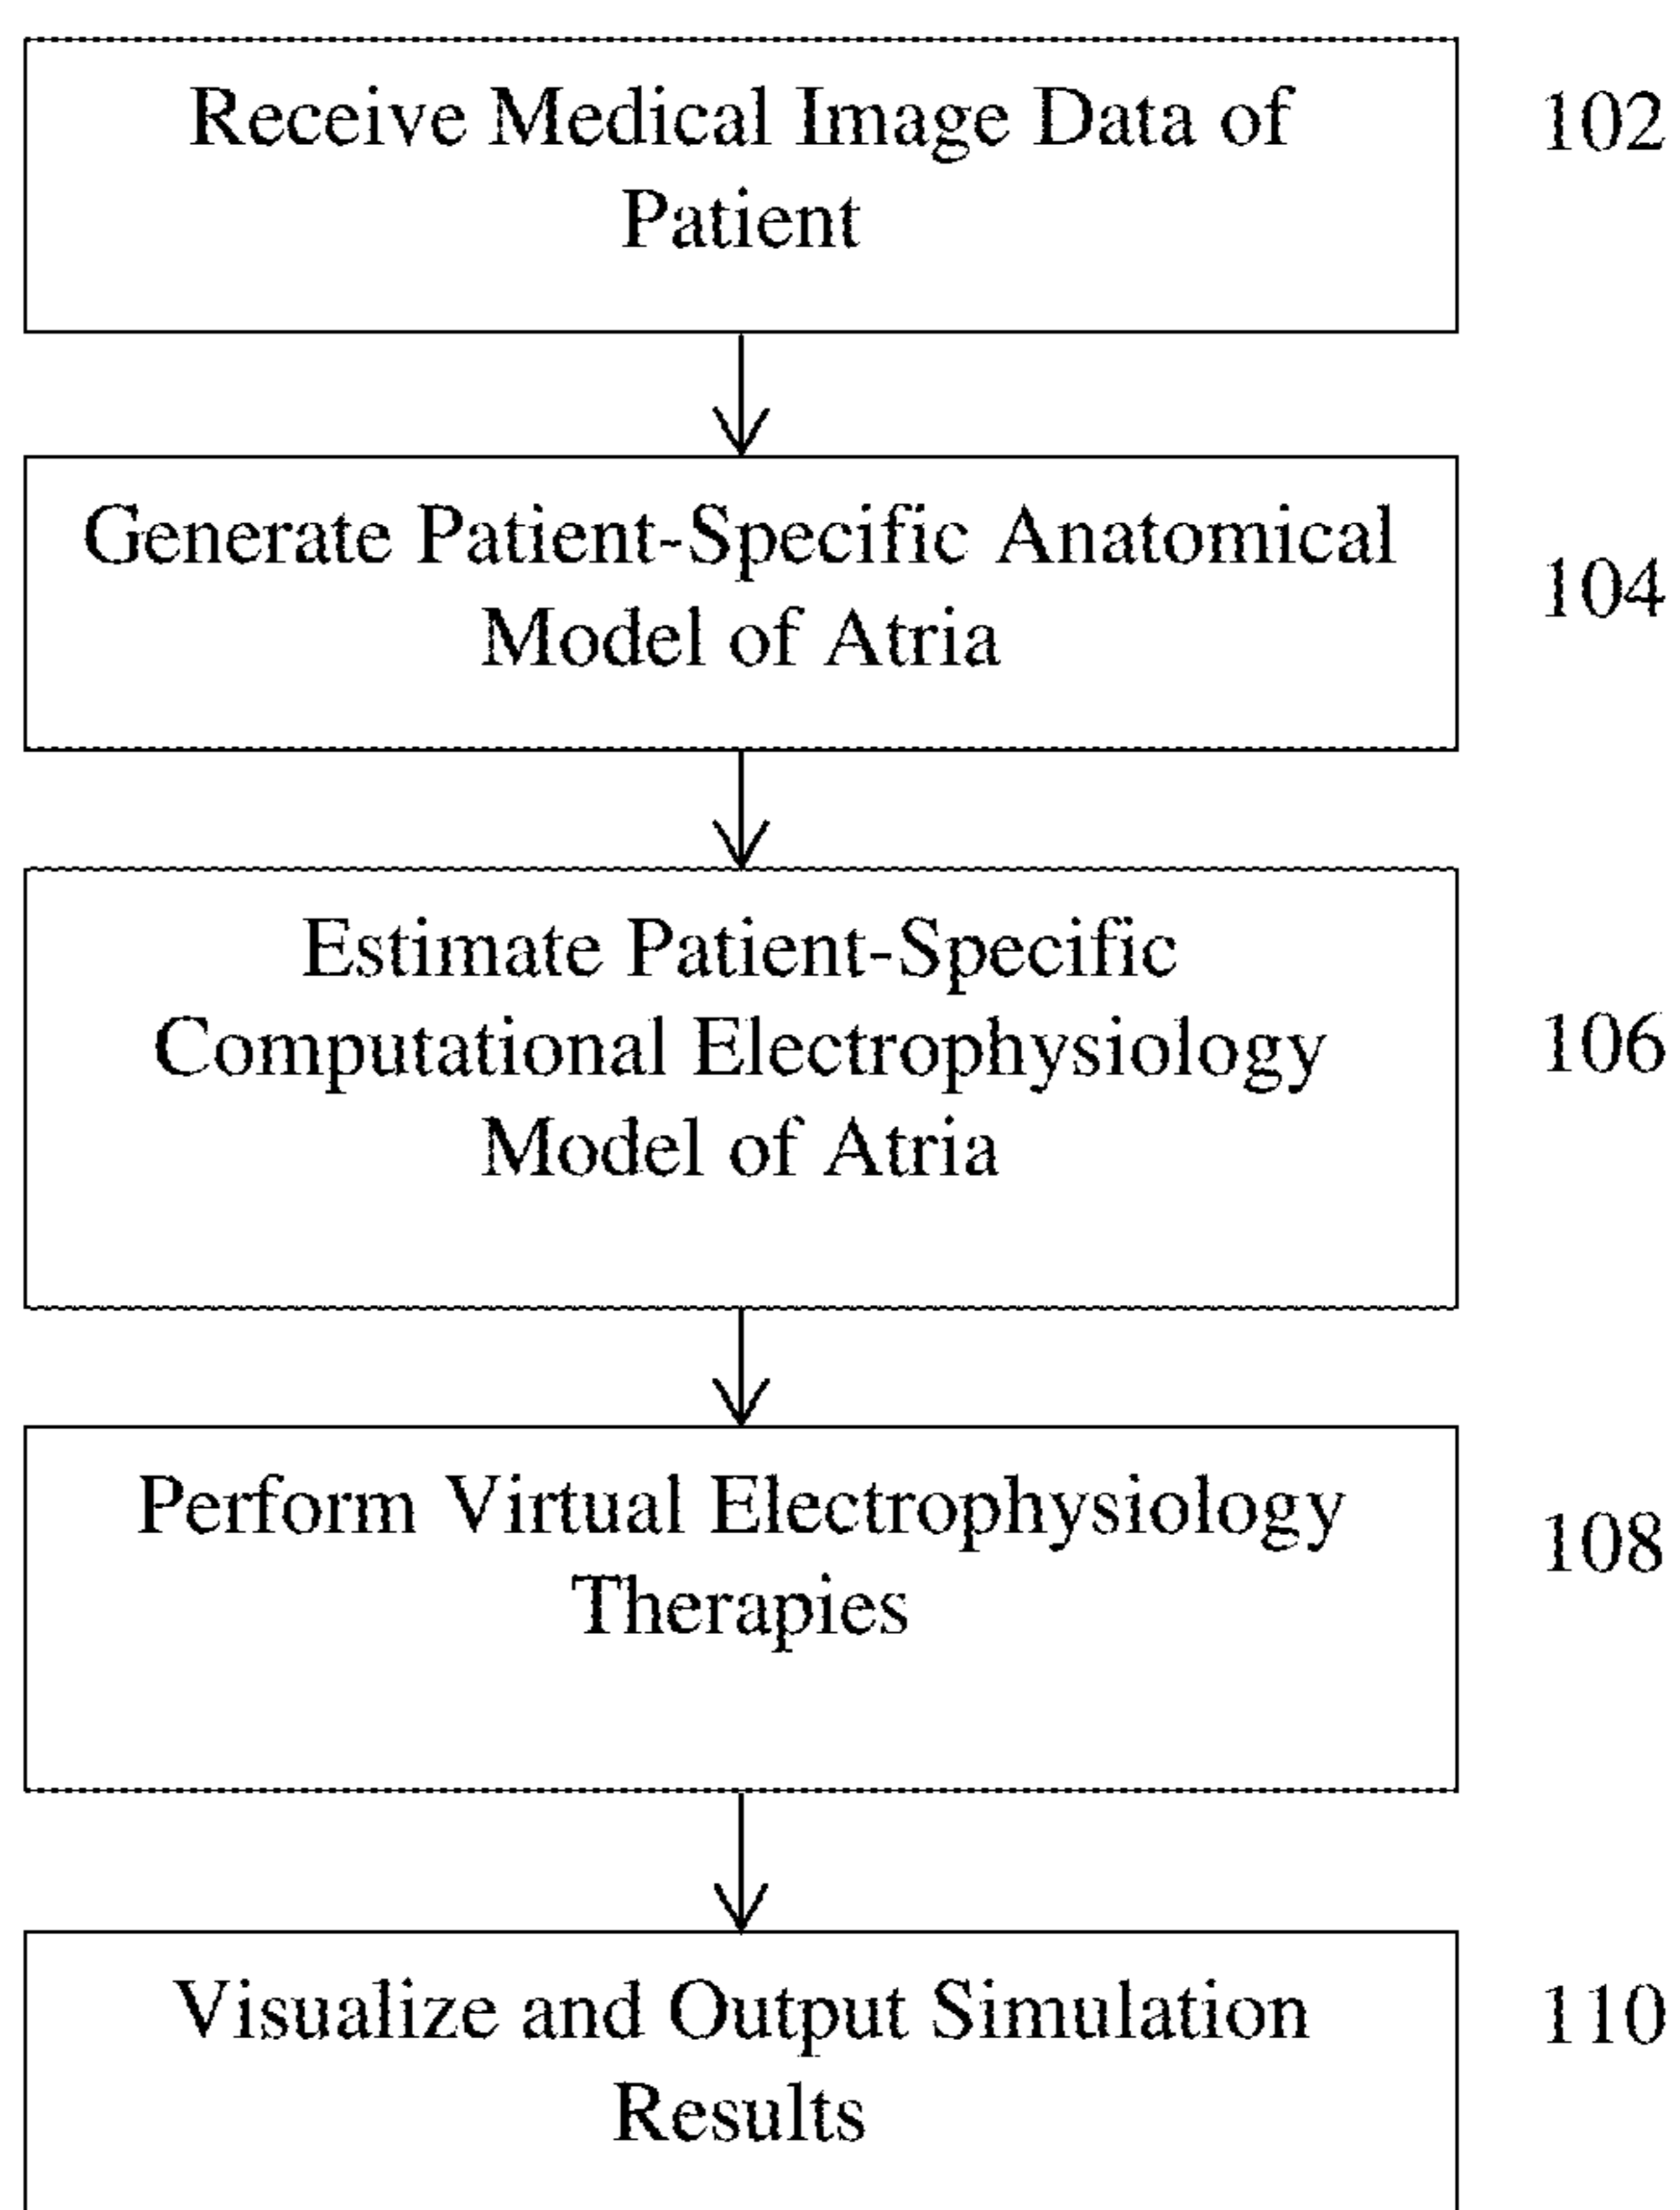 Receive Medical Image Data of
Patient
102
Generate Patient-Specific Anatomical
Model of Atria
104
Estimate Patient-Specific
Computational Electrophysiology
Model of Atria
106
Perform Virtual Electrophysiology
Therapies
108
Visualize and Output Simulation
Results
110